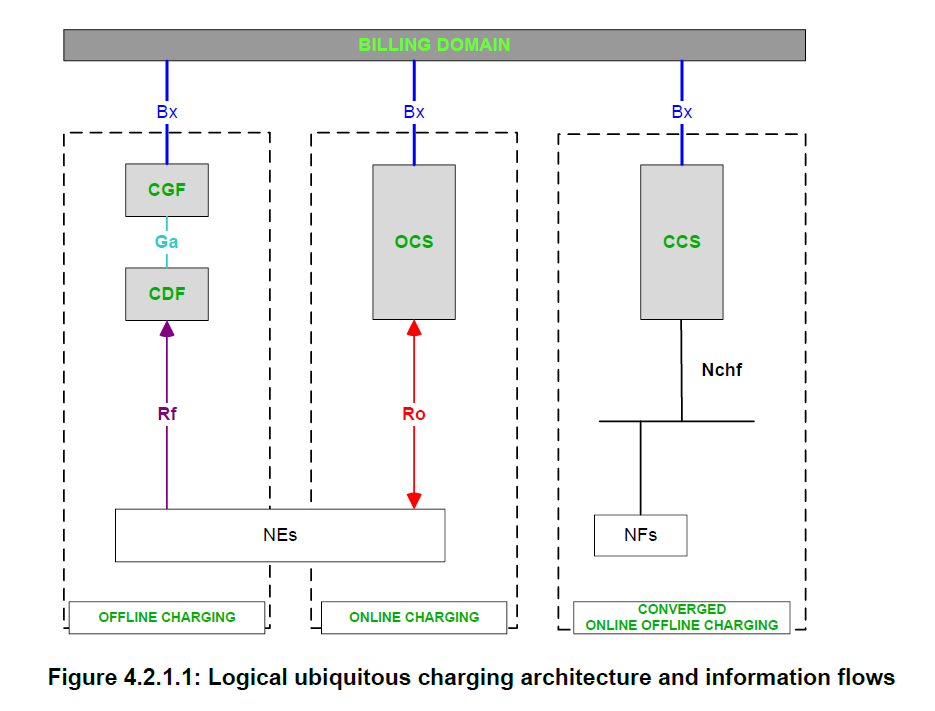 BILLING DOMAIN
Bx
Bx
Bx
CGF
Ga
CDF
OCS
CCS
Nchf
Rf
Ro
NEs
NFs
OFFLINE CHARGING
ONLINE CHARGING
CONVERGED
ONLINE OFFLINE CHARGING
Figure 4.2.1.1: Logical ubiquitous charging architecture and information flows